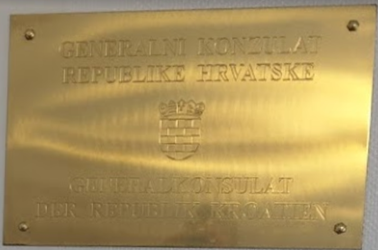 GENERALNI KONZULAT
REPUBLIKE HRVATSKE
GENERALKONSULAT
DER REPUBLIK KROATIEN